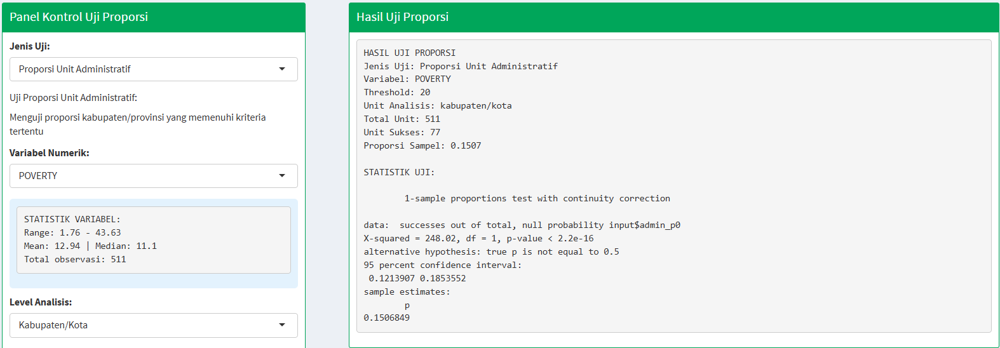 Panel Kontrol Uji Proporsi
Jenis Uji:
Proporsi Unit Administratif
Uji Proporsi Unit Administratif:
Menguji proporsi kabupaten/provinsi yang memenuhi kriteria
tertentu
Variabel Numerik:
POVERTY
STATISTIK VARIABEL:
Range: 1.76 - 43.63
Mean: 12.94 | Median: 11.1
Total observasi: 511
Level Analisis:
Kabupaten/Kota
Hasil Uji Proporsi
HASIL UJI PROPORSI
Jenis Uji: Proporsi Unit Administratif
Variabel: POVERTY
Threshold: 20
Unit Analisis: kabupaten/kota
Total Unit: 511
Unit Sukses: 77
Proporsi Sampel: 0.1507
STATISTIK UJI:
1-sample proportions test with continuity correction
data:  successes out of total, null probability input$admin_p0
X-squared = 248.02, df = 1, p-value < 2.2e-16
alternative hypothesis: true p is not equal to 0.5
95 percent confidence interval:
0.1213907 0.1853552
sample estimates:
p
0.1506849